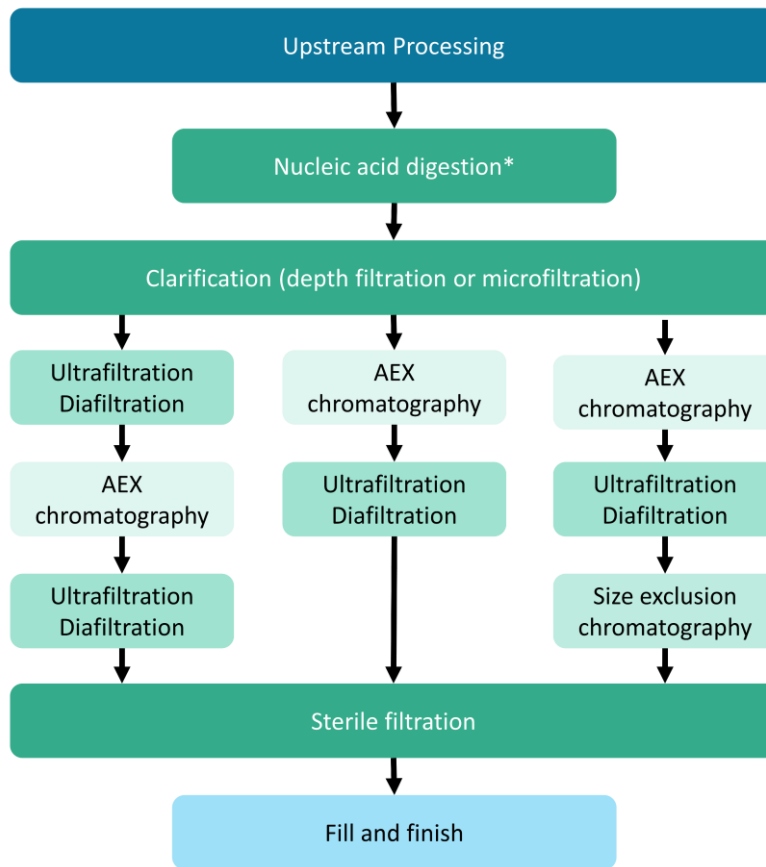 Upstream Processing
Nucleic acid digestion*
Clarification (depth filtration or microfiltration)
Ultrafiltration
Diafiltration
AEX
chromatography
Ultrafiltration
Diafiltration
AEX
chromatography
Ultrafiltration
Diafiltration
AEX
chromatography
Ultrafiltration
Diafiltration
Size exclusion
chromatography
Sterile filtration
Fill and finish